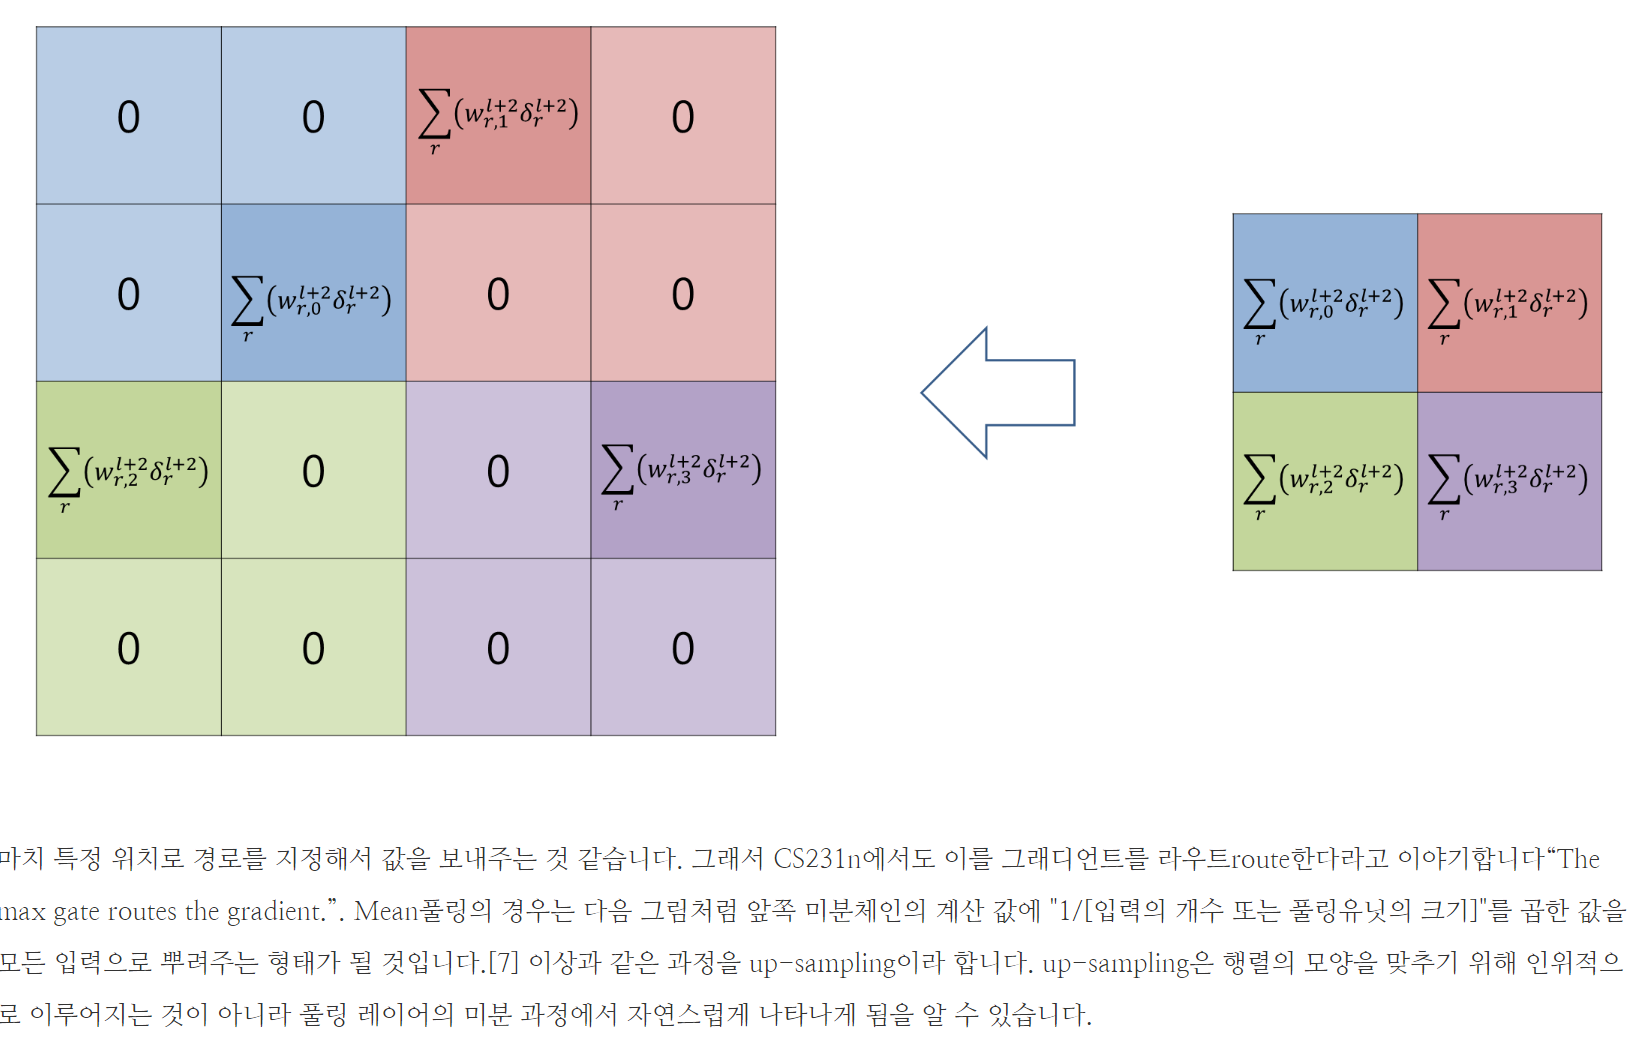 0 0 ∑_r(w_{r,1}^{l+2}δ_r^{l+2}) 0
0 ∑_r(w_{r,0}^{l+2}δ_r^{l+2}) 0 0
∑_r(w_{r,2}^{l+2}δ_r^{l+2}) 0 0 ∑_r(w_{r,3}^{l+2}δ_r^{l+2})
0 0 0 0
∑_r(w_{r,0}^{l+2}δ_r^{l+2}) ∑_r(w_{r,1}^{l+2}δ_r^{l+2})
∑_r(w_{r,2}^{l+2}δ_r^{l+2}) ∑_r(w_{r,3}^{l+2}δ_r^{l+2})
마치 특정 위치로 경로를 지정해서 값을 보내주는 것 같습니다. 그래서 CS231n에서도 이를 그래디언트를 라우트route한다라고 이야기합니다“The
max gate routes the gradient.”. Mean풀링의 경우는 다음 그림처럼 앞쪽 미분체인의 계산 값에 "1/[입력의 개수 또는 풀링유닛의 크기]"를 곱한 값을
모든 입력으로 뿌려주는 형태가 될 것입니다.[7] 이상과 같은 과정을 up-sampling이라 합니다. up-sampling은 행렬의 모양을 맞추기 위해 인위적으
로 이루어지는 것이 아니라 풀링 레이어의 미분 과정에서 자연스럽게 나타나게 됨을 알 수 있습니다.